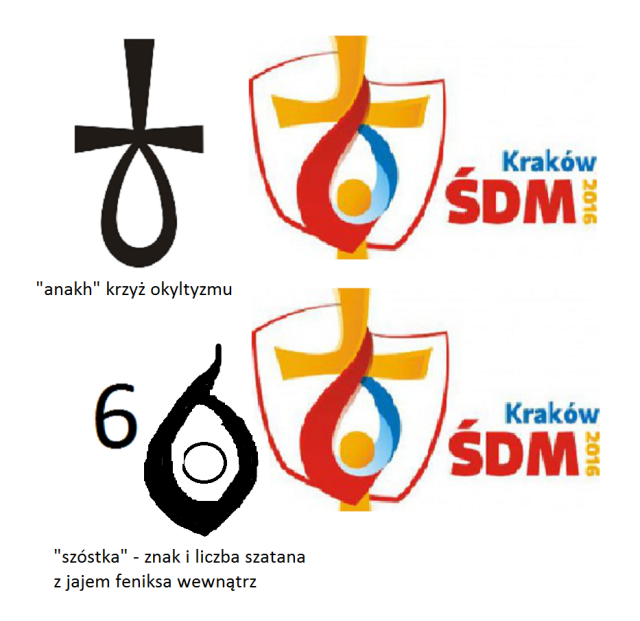 Kraków
ŚDM 2016
"anakh" krzyż okyltyzmu
6
Kraków
ŚDM 2016
"szóstka" - znak i liczba szatana
z jajem feniksa wewnątrz